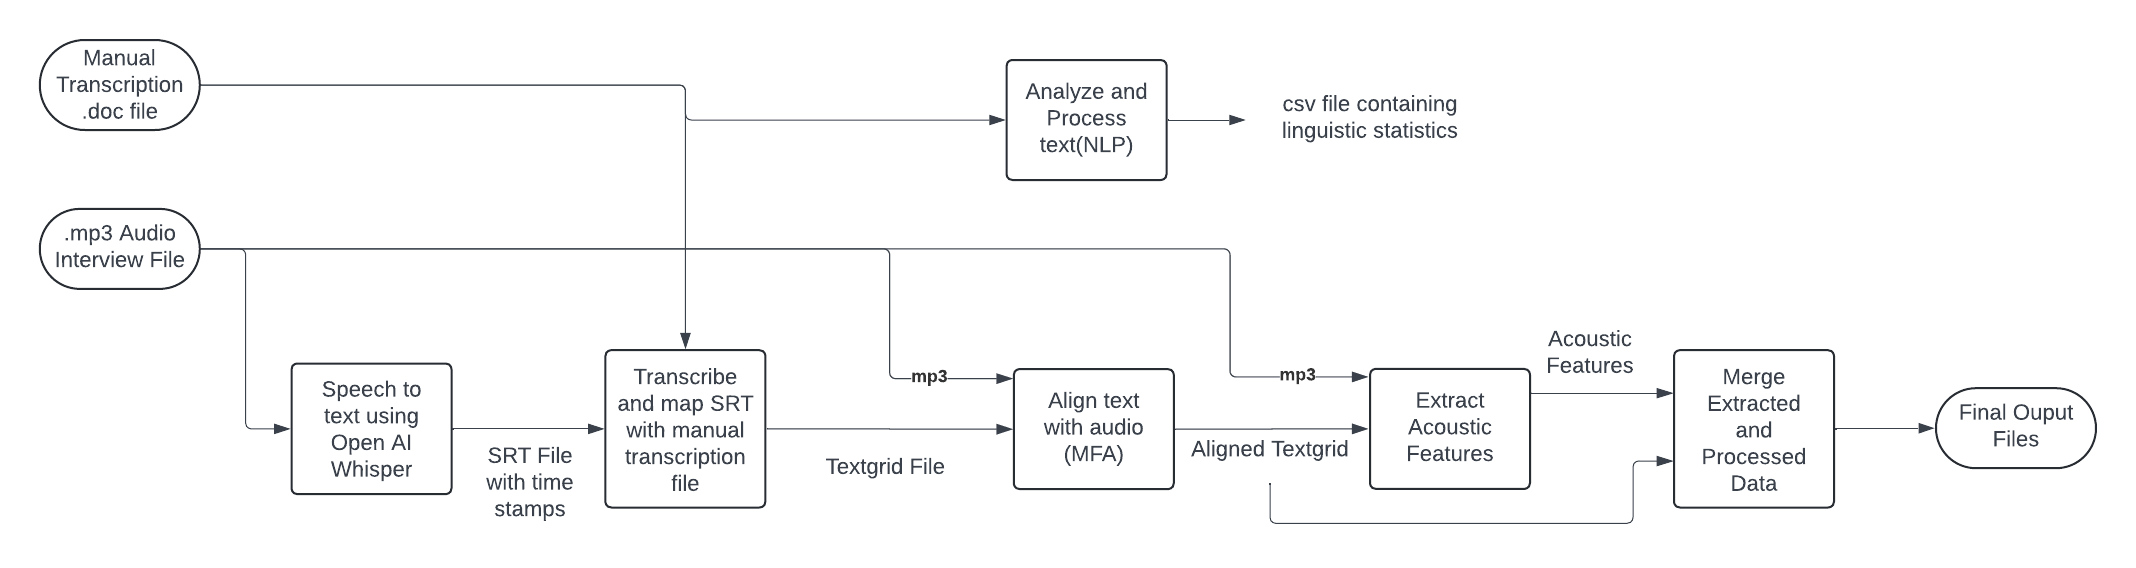 Manual
Transcription
.doc file
Analyze and
Process
text(NLP)
csv file containing
linguistic statistics
.mp3 Audio
Interview File
Speech to
text using
Open AI
Whisper
SRT File
with time
stamps
Transcribe
and map SRT
with manual
transcription
file
Textgrid File
mp3
Align text
with audio
(MFA)
Aligned Textgrid
mp3
Extract
Acoustic
Features
Acoustic
Features
Merge
Extracted
and
Processed
Data
Final Ouput
Files